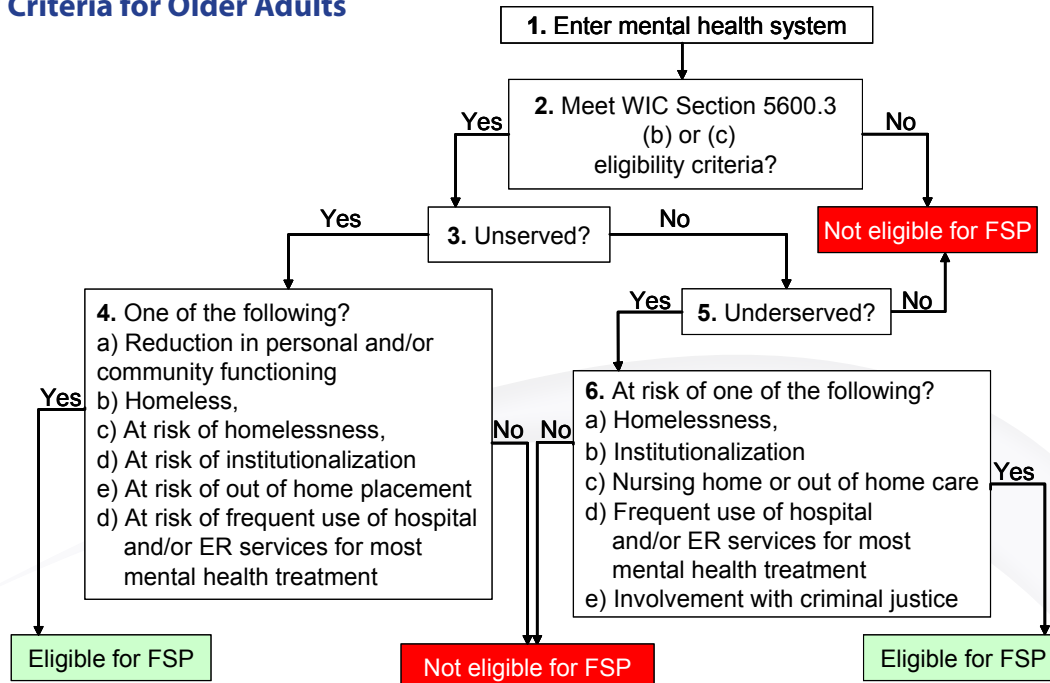 Criteria for Older Adults
1. Enter mental health system
2. Meet WIC Section 5600.3
(b) or (c)
eligibility criteria?
Yes
No
Not eligible for FSP
3. Unserved?
Yes
No
4. One of the following?
a) Reduction in personal and/or
community functioning
b) Homeless,
c) At risk of homelessness,
d) At risk of institutionalization
e) At risk of out of home placement
d) At risk of frequent use of hospital
and/or ER services for most
mental health treatment
Yes
No
5. Underserved?
Yes
No
6. At risk of one of the following?
a) Homelessness,
b) Institutionalization
c) Nursing home or out of home care
d) Frequent use of hospital
and/or ER services for most
mental health treatment
e) Involvement with criminal justice
No
Yes
Eligible for FSP
Not eligible for FSP
Eligible for FSP